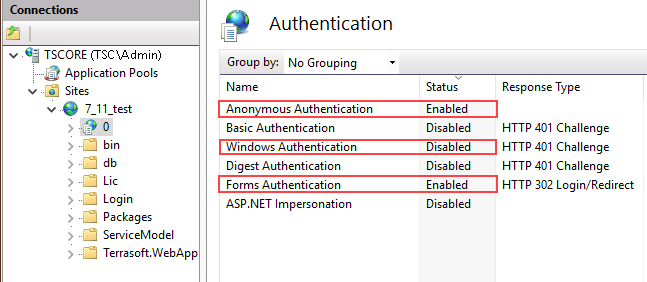 Connections
Authentication
TSCORE (TSC\Admin)
Application Pools
Sites
7_11_test
0
bin
db
Lic
Login
Packages
ServiceModel
Terrasoft.WebApp
Group by: No Grouping
Name Status Response Type
Anonymous Authentication Enabled
Basic Authentication Disabled HTTP 401 Challenge
Windows Authentication Disabled HTTP 401 Challenge
Digest Authentication Disabled HTTP 401 Challenge
Forms Authentication Enabled HTTP 302 Login/Redirect
ASP.NET Impersonation Disabled